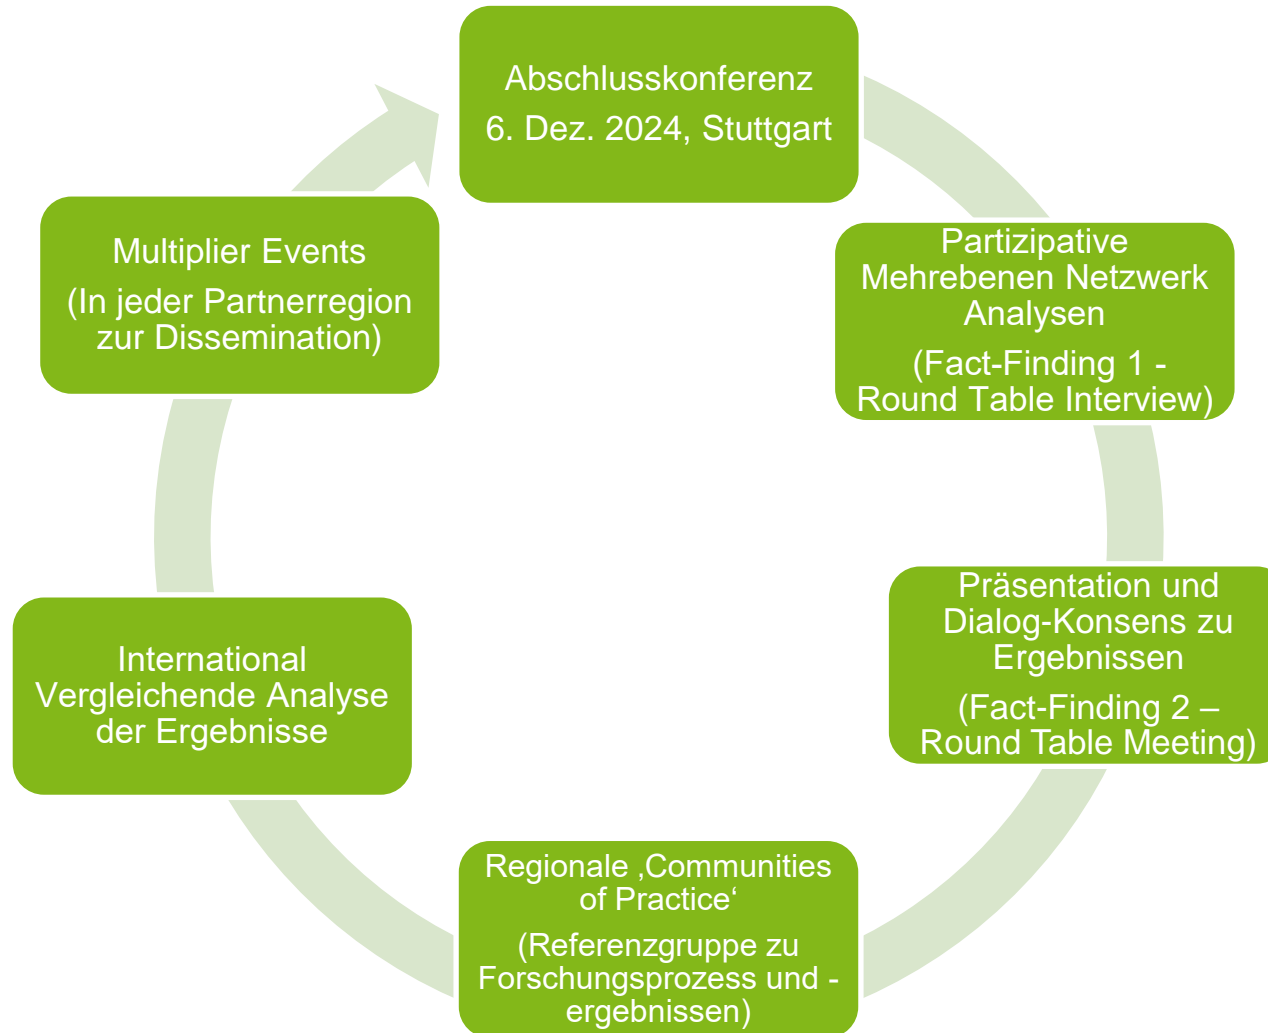 Abschlusskonferenz
6. Dez. 2024, Stuttgart
Partizipative
Mehrebenen Netzwerk
Analysen
(Fact-Finding 1 -
Round Table Interview)
Präsentation und
Dialog-Konsens zu
Ergebnissen
(Fact-Finding 2 –
Round Table Meeting)
Regionale ‚Communities
of Practice‘
(Referenzgruppe zu
Forschungsprozess und -
ergebnissen)
International
Vergleichende Analyse
der Ergebnisse
Multiplier Events
(In jeder Partnerregion
zur Dissemination)